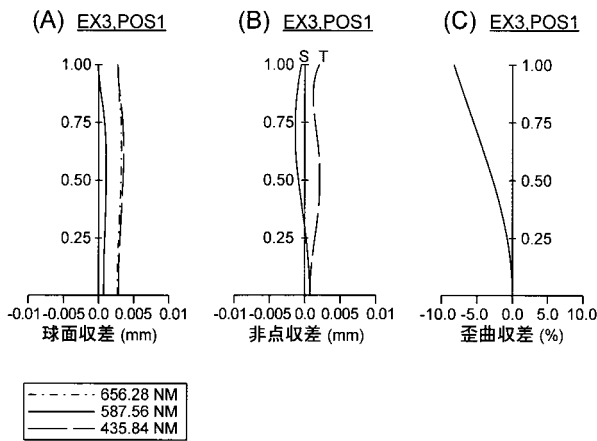 (A) EX3,POS1
(B) EX3,POS1
(C) EX3,POS1
S T
1.00 1.00 1.00
0.75 0.75 0.75
0.50 0.50 0.50
0.25 0.25 0.25
-0.01 -0.005 0.0 0.005 0.01
球面収差 (mm)
-0.01 -0.005 0.0 0.005 0.01
非点収差 (mm)
-10.0 -5.0 0.0 5.0 10.0
歪曲収差 (%)
656.28 NM
587.56 NM
435.84 NM